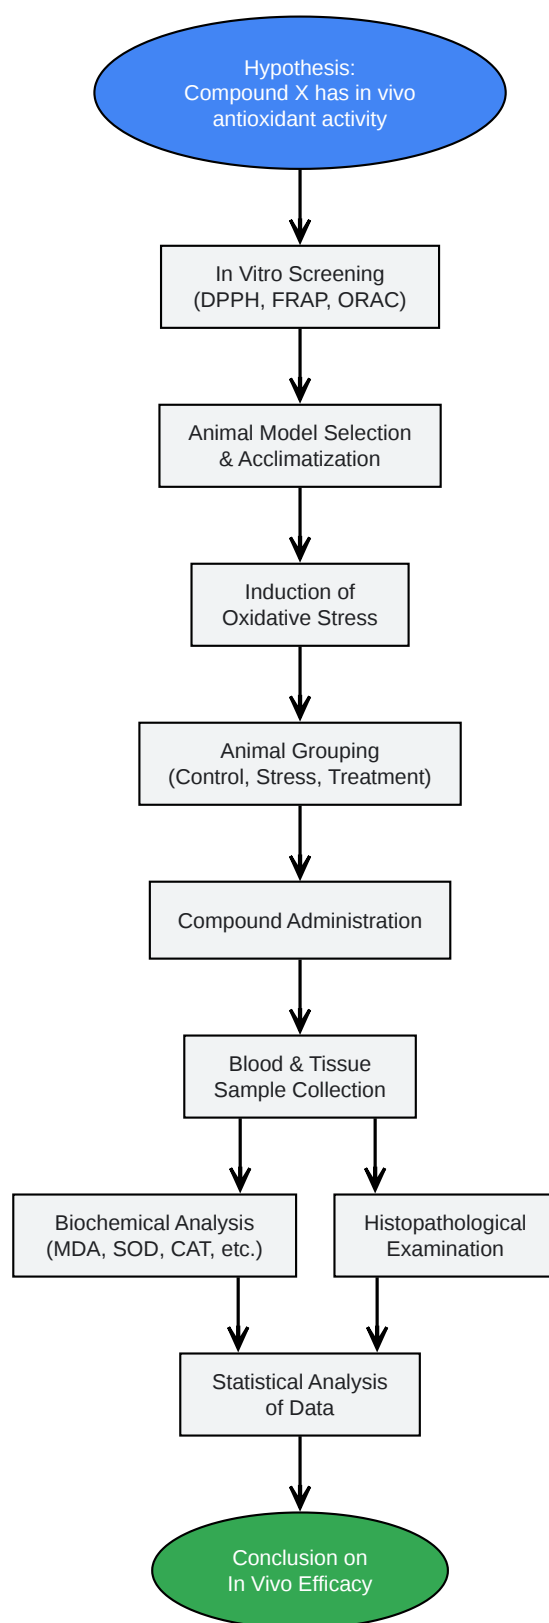 Hypothesis:
Compound X has in vivo
antioxidant activity
In Vitro Screening
(DPPH, FRAP, ORAC)
Animal Model Selection
& Acclimatization
Induction of
Oxidative Stress
Animal Grouping
(Control, Stress, Treatment)
Compound Administration
Blood & Tissue
Sample Collection
Biochemical Analysis
(MDA, SOD, CAT, etc.)
Histopathological
Examination
Statistical Analysis
of Data
Conclusion on
In Vivo Efficacy